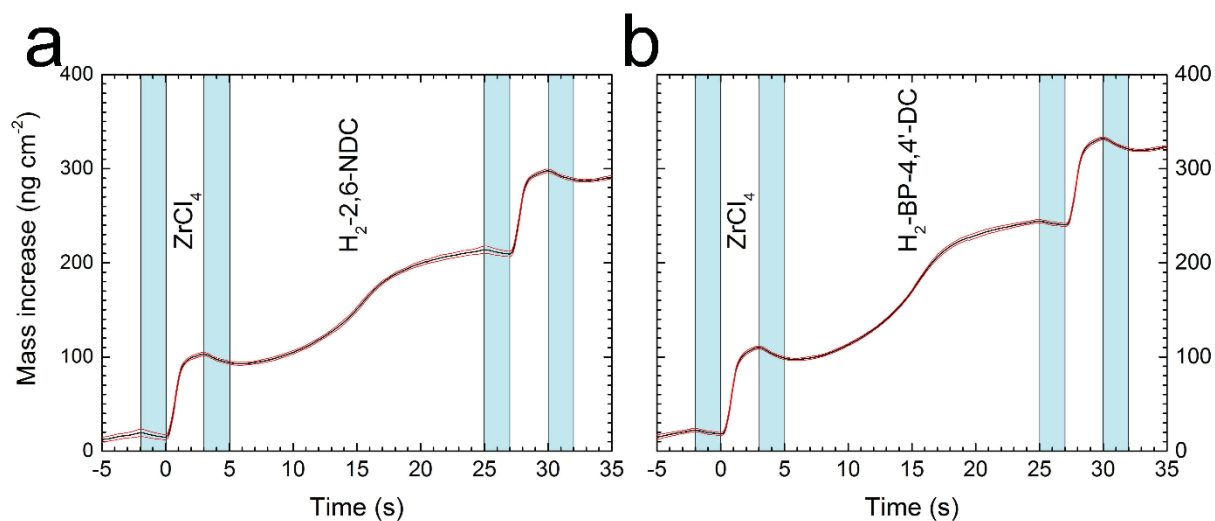 a
b
400
300
200
100
0
Mass increase (ng cm⁻²)
ZrCl₄
H₂-2,6-NDC
-5 0 5 10 15 20 25 30 35
Time (s)
ZrCl₄
H₂-BP-4,4'-DC
400
300
200
100
0
-5 0 5 10 15 20 25 30 35
Time (s)